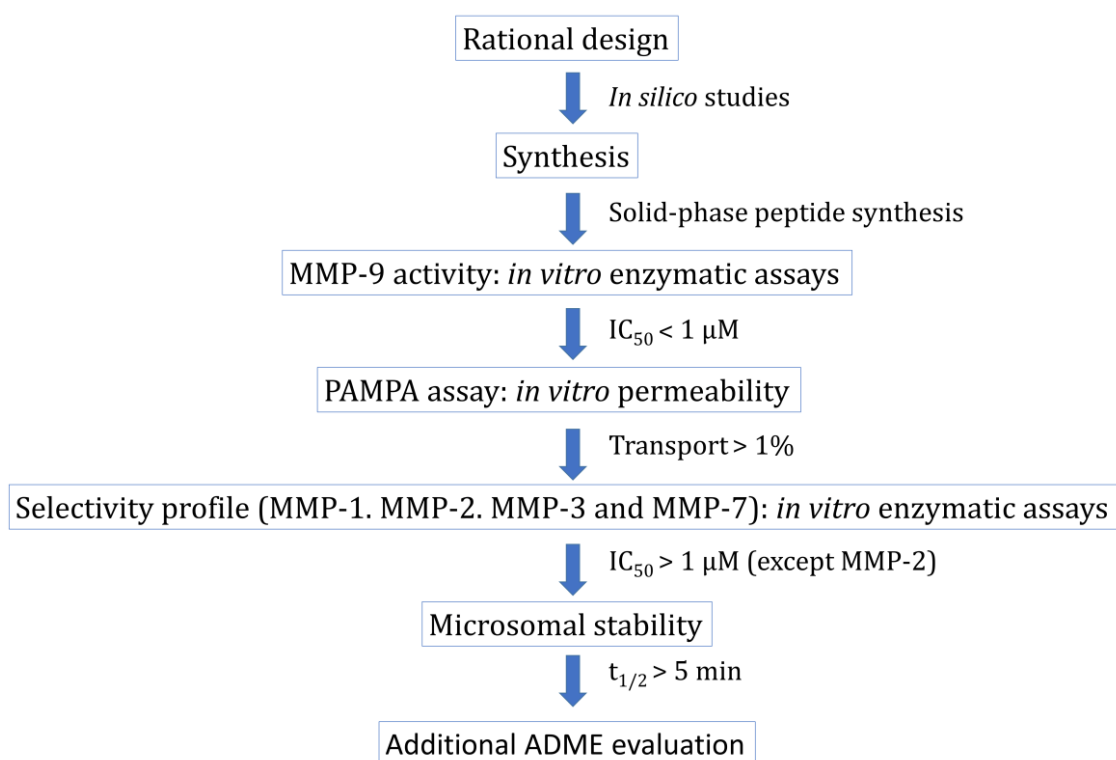 Rational design
In silico studies
Synthesis
Solid-phase peptide synthesis
MMP-9 activity: in vitro enzymatic assays
IC₅₀ < 1 μM
PAMPA assay: in vitro permeability
Transport > 1%
Selectivity profile (MMP-1. MMP-2. MMP-3 and MMP-7): in vitro enzymatic assays
IC₅₀ > 1 μM (except MMP-2)
Microsomal stability
t₁/₂ > 5 min
Additional ADME evaluation